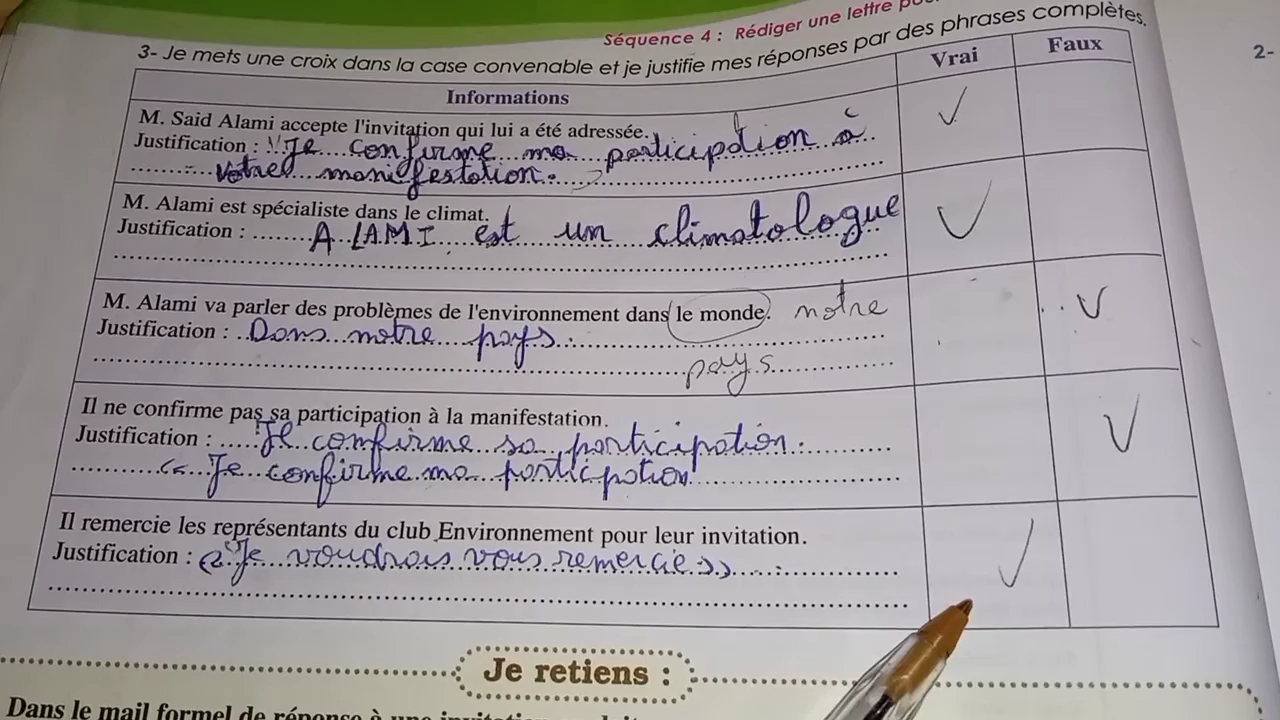 Séquence 4 : Rédiger une lettre
3- Je mets une croix dans la case convenable et je justifie mes réponses par des phrases complètes.
2-
Informations
Vrai
Faux
M. Said Alami accepte l'invitation qui lui a été adressée.
Justification : "Je confirme ma participation à
votre manifestation.
M. Alami est spécialiste dans le climat.
Justification : ALAMI est un climatologue
M. Alami va parler des problèmes de l'environnement dans le monde. notre
Justification : Dans notre pays.
pays
Il ne confirme pas sa participation à la manifestation.
Justification : Il confirme sa participation.
<< Je confirme ma participation
Il remercie les représentants du club Environnement pour leur invitation.
Justification : << Je voudrais vous remercie >>
Je retiens :
Dans le mail formel de réponse à une invitation